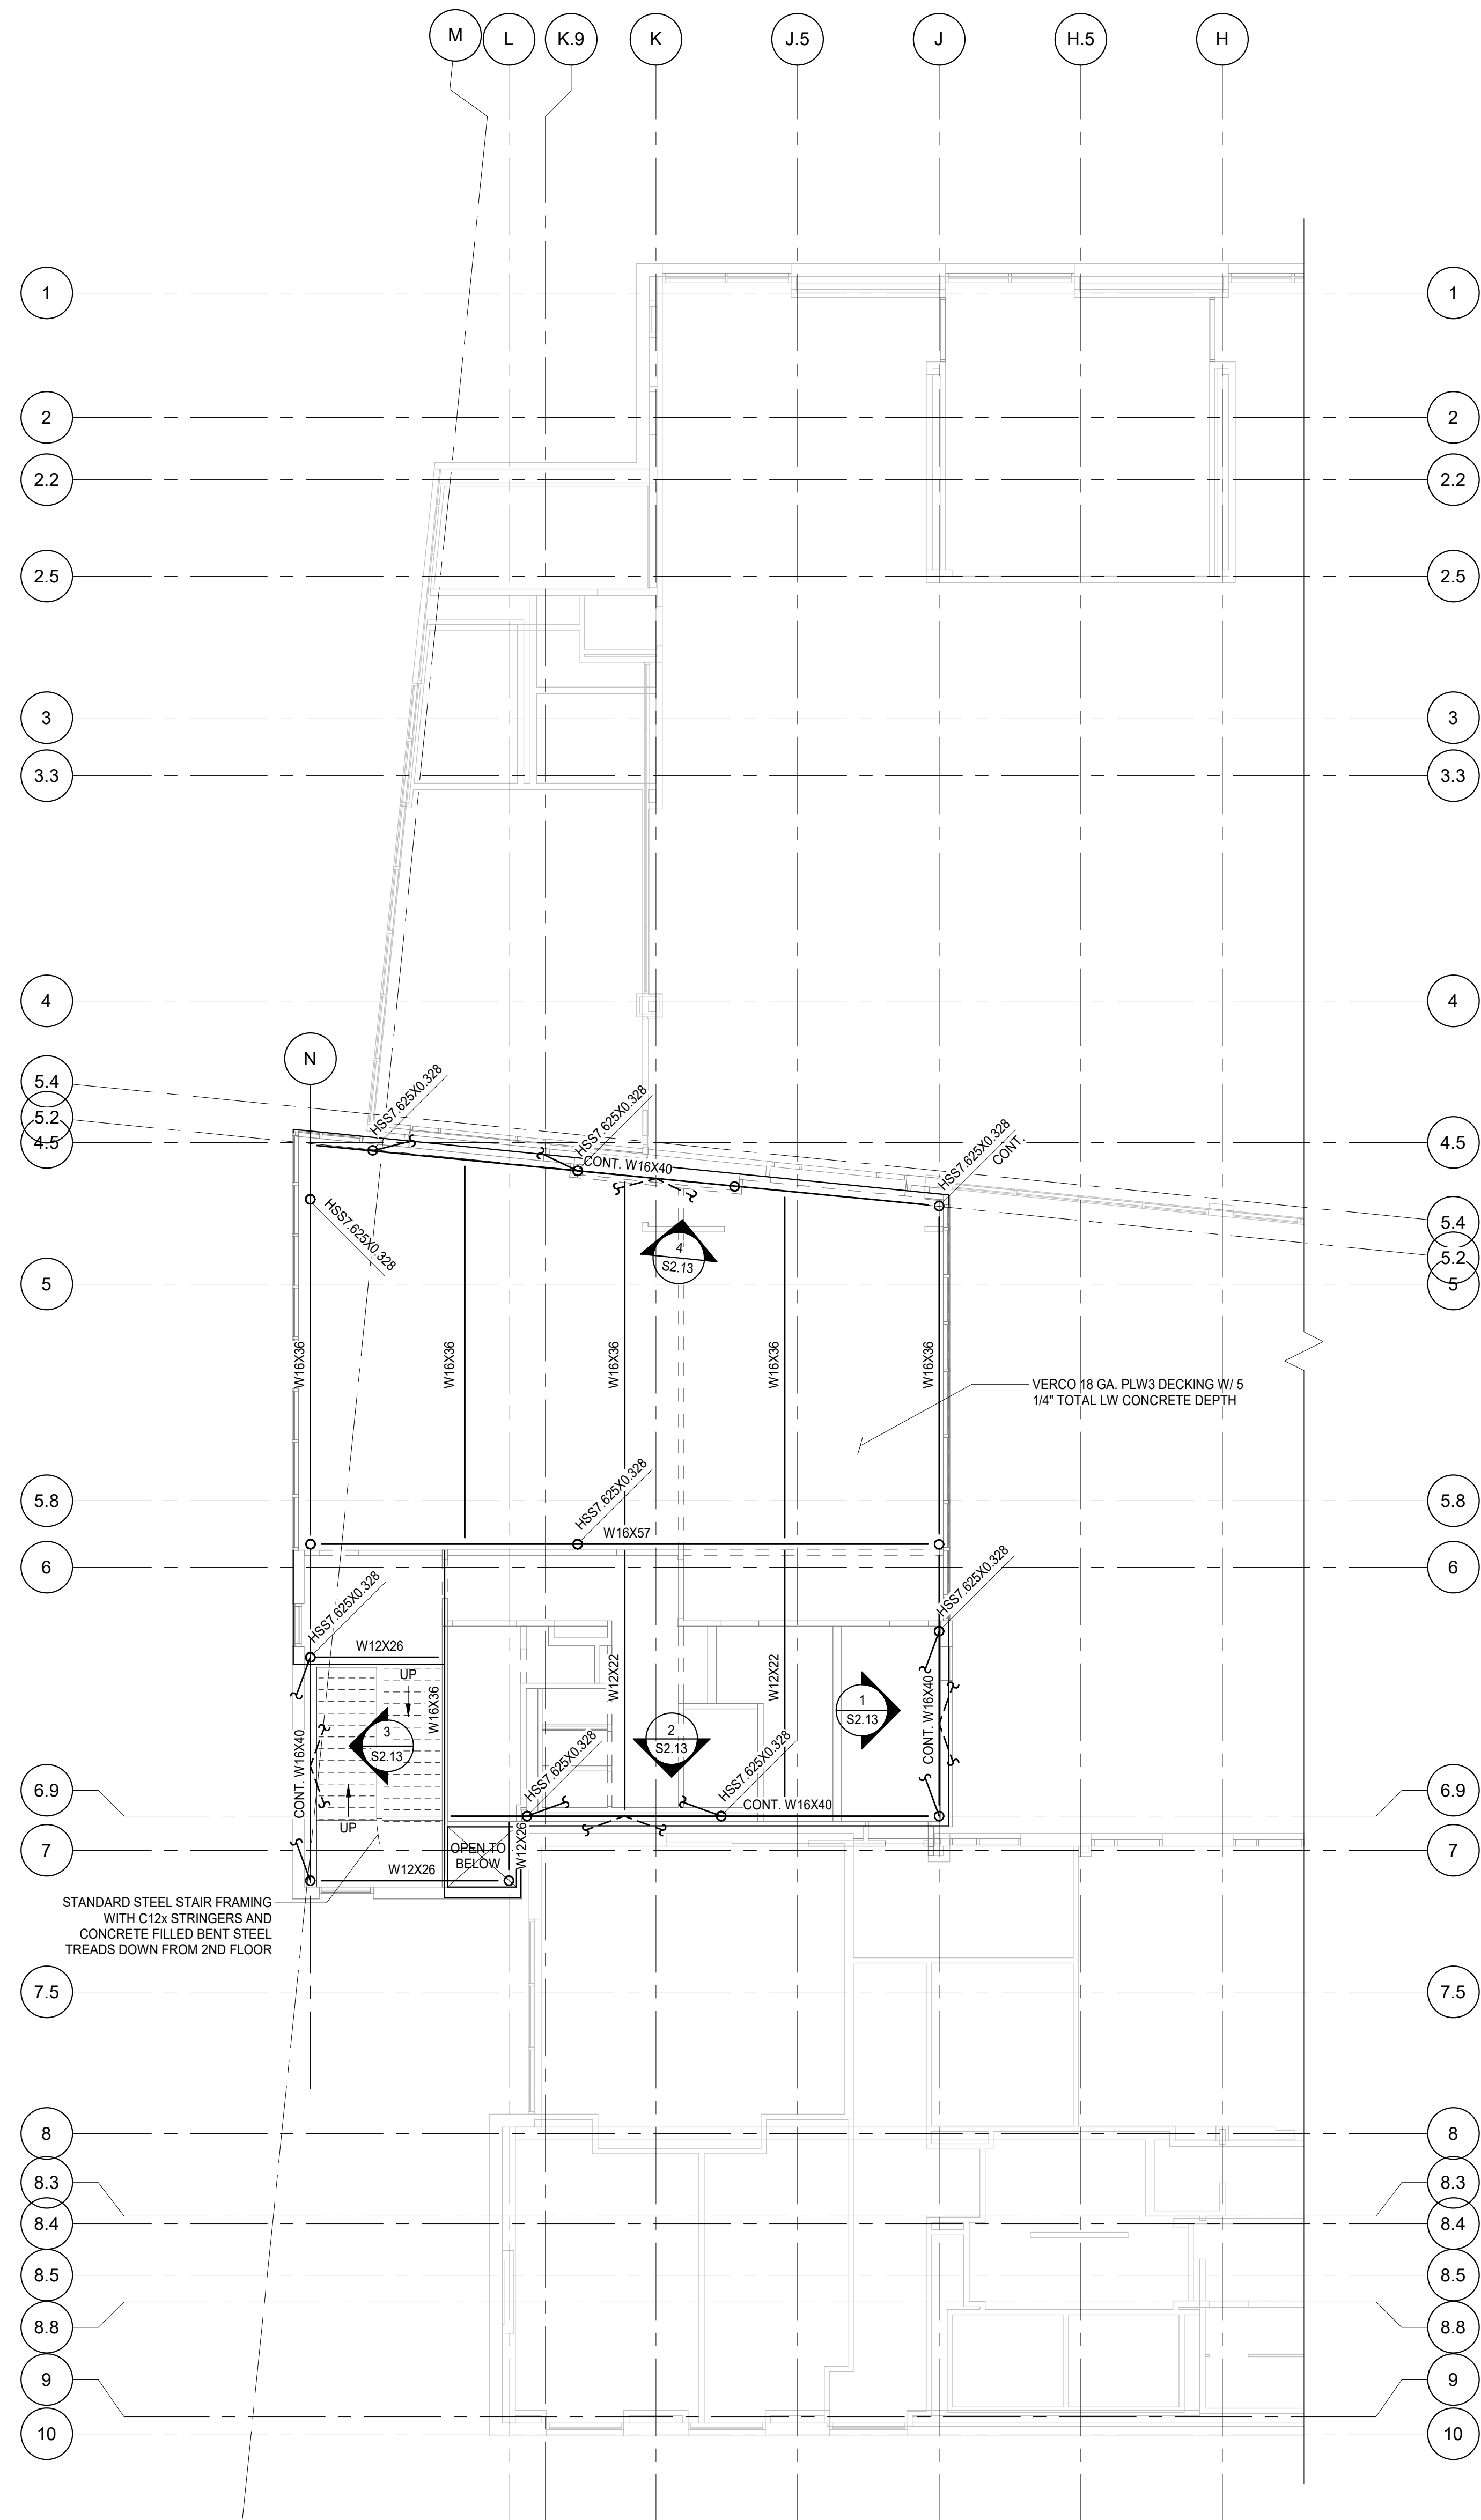 M
L
K.9
K
J.5
J
H.5
H
1
1
2
2
2.2
2.2
2.5
2.5
3
3
3.3
3.3
4
4
N
5.4
5.2
4.5
4.5
HSS7.625X0.328
HSS7.625X0.328
HSS7.625X0.328
CONT.
CONT. W16X40
HSS7.625X0.328
5.4
5.2
5
5
4
S2.13
W16X36
W16X36
W16X36
W16X36
W16X36
VERCO 18 GA. PLW3 DECKING W/ 5
1/4" TOTAL LW CONCRETE DEPTH
5.8
5.8
HSS7.625X0.328
W16X57
6
6
HSS7.625X0.328
HSS7.625X0.328
W12X26
UP
W16X36
W12X22
W12X22
1
S2.13
CONT. W16X40
3
S2.13
2
S2.13
CONT. W16X40
HSS7.625X0.328
HSS7.625X0.328
CONT. W16X40
UP
6.9
6.9
7
7
OPEN TO
BELOW
W12X26
W12X26
STANDARD STEEL STAIR FRAMING
WITH C12x STRINGERS AND
CONCRETE FILLED BENT STEEL
TREADS DOWN FROM 2ND FLOOR
7.5
7.5
8
8
8.3
8.3
8.4
8.4
8.5
8.5
8.8
8.8
9
9
10
10